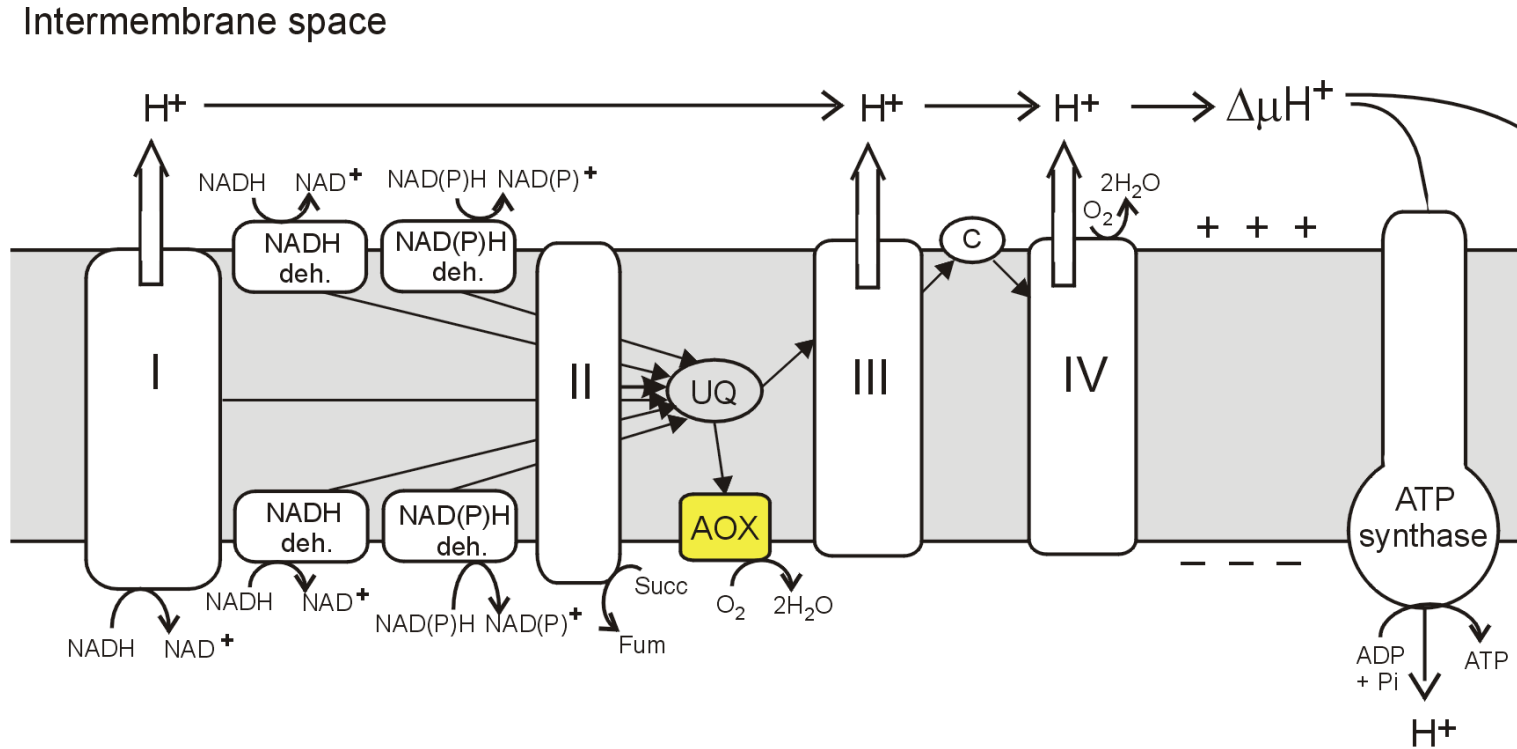 Intermembrane space
H+ H+ H+ ΔμH+
NADH NAD+ NAD(P)H NAD(P)+
O2 2H2O
+ + +
NADH
deh.
NAD(P)H
deh.
C
I
II
UQ
III
IV
NADH
deh.
NAD(P)H
deh.
AOX
ATP
synthase
− − −
NADH NAD+
NADH NAD+
NAD(P)H NAD(P)+
Succ
Fum
O2 2H2O
ADP
+ Pi
ATP
H+